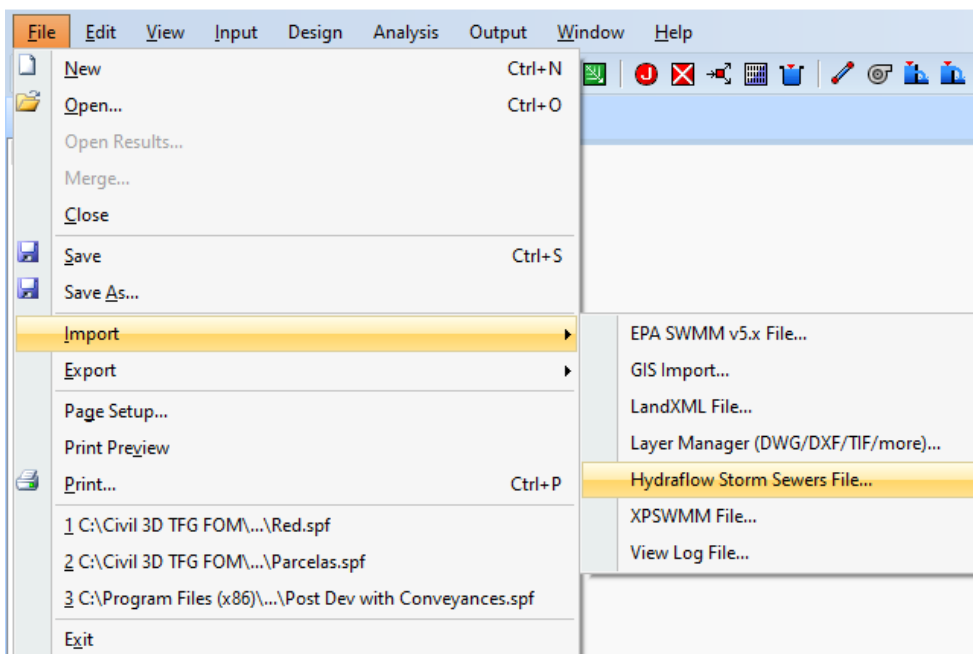 File Edit View Input Design Analysis Output Window Help
New Ctrl+N
Open... Ctrl+O
Open Results...
Merge...
Close
Save Ctrl+S
Save As...
Import
Export
Page Setup...
Print Preview
Print... Ctrl+P
1 C:\Civil 3D TFG FOM\...\Red.spf
2 C:\Civil 3D TFG FOM\...\Parcelas.spf
3 C:\Program Files (x86)\...\Post Dev with Conveyances.spf
Exit
EPA SWMM v5.x File...
GIS Import...
LandXML File...
Layer Manager (DWG/DXF/TIF/more)...
Hydraflow Storm Sewers File...
XPSWMM File...
View Log File...
J